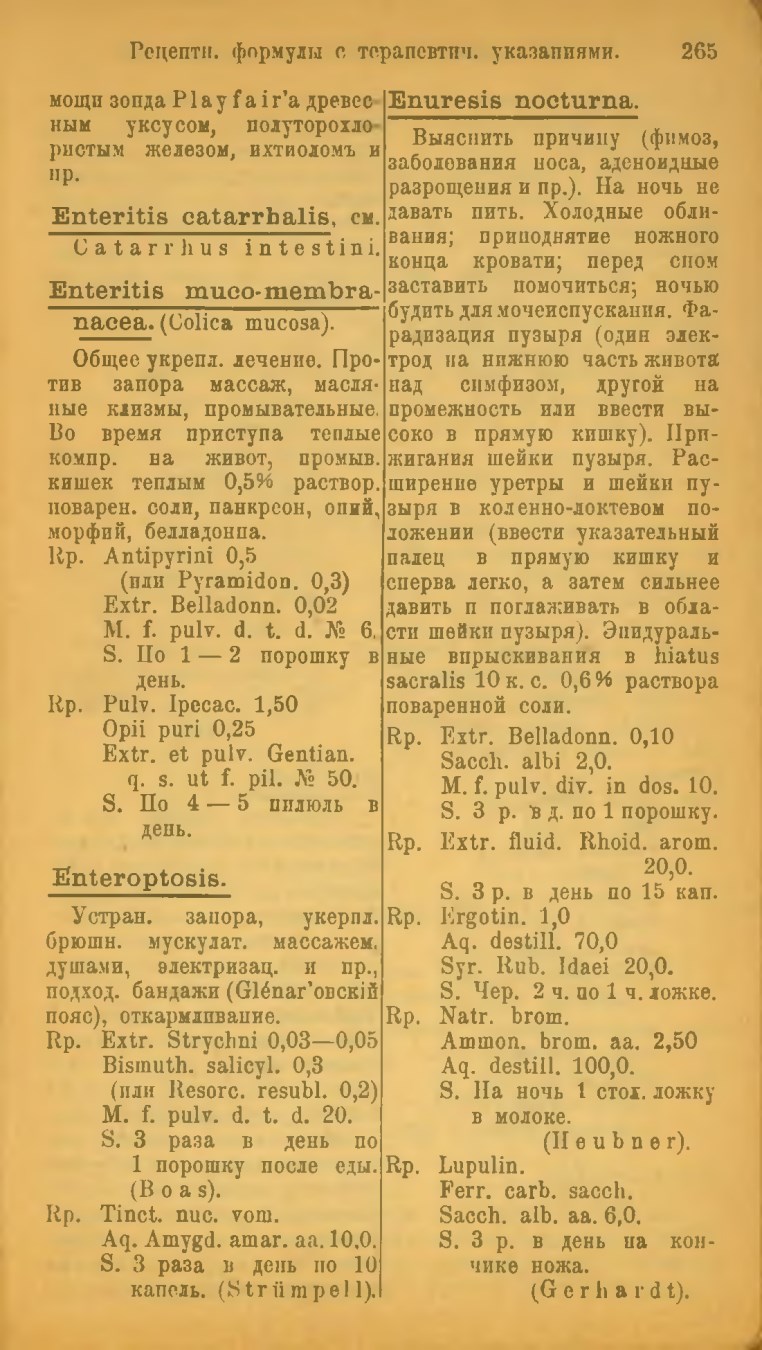 Рецептн. формулы с терапевтич. указаниями. 265
мощи зонда Playfair'а древес-
ным уксусом, полуторохло-
ристым железом, ихтиоломъ и
пр.
Enteritis catarrhalis, см.
Catarrhus intestini.
Enteritis muco-membra-
nacea. (Colica mucosa).
Общее укрепл. лечение. Про-
тив запора массаж, масля-
ные клизмы, промывательные.
Во время приступа теплые
компр. на живот, промыв.
кишек теплым 0,5% раствор.
поварен. соли, панкреон, опий,
морфий, белладонна.
Rp. Antipyrini 0,5
(или Pyramidon. 0,3)
Extr. Belladonn. 0,02
M. f. pulv. d. t. d. № 6.
S. По 1 — 2 порошку в
день.
Rp. Pulv. Ipecac. 1,50
Opii puri 0,25
Extr. et pulv. Gentian.
q. s. ut f. pil. № 50.
S. По 4 — 5 пилюль в
день.
Enteroptosis.
Устран. запора, укерпл.
брюшн. мускулат. массажем,
душами, электризац. и пр.,
подход. бандажи (Glénar'овскій
пояс), откармливание.
Rp. Extr. Strychni 0,03—0,05
Bismuth. salicyl. 0,3
(или Resorc. resubl. 0,2)
M. f. pulv. d. t. d. 20.
S. 3 раза в день по
1 порошку после еды.
(Boas).
Rp. Tinct. nuc. vom.
Aq. Amygd. amar. aa. 10,0.
S. 3 раза в день по 10
капель. (Strümpell).
Enuresis nocturna.
Выяснить причину (фимоз,
заболевания носа, аденоидные
разрощения и пр.). На ночь не
давать пить. Холодные обли-
вания; приподнятие ножного
конца кровати; перед сном
заставить помочиться; ночью
будить для мочеиспускания. Фа-
радизация пузыря (один элек-
трод на нижнюю часть живота
над симфизом, другой на
промежность или ввести вы-
соко в прямую кишку). При-
жигания шейки пузыря. Рас-
ширение уретры и шейки пу-
зыря в коленно-локтевом по-
ложении (ввести указательный
палец в прямую кишку и
сперва легко, а затем сильнее
давить и поглаживать в обла-
сти шейки пузыря). Эпидураль-
ные впрыскивания в hiatus
sacralis 10 к. с. 0,6% раствора
поваренной соли.
Rp. Extr. Belladonn. 0,10
Sacch. albi 2,0.
M. f. pulv. div. in dos. 10.
S. 3 р. в д. по 1 порошку.
Rp. Extr. fluid. Rhoid. arom.
20,0.
S. 3 р. в день по 15 кап.
Rp. Ergotin. 1,0
Aq. destill. 70,0
Syr. Rub. Idaei 20,0.
S. Чер. 2 ч. по 1 ч. ложке.
Rp. Natr. brom.
Ammon. brom. aa. 2,50
Aq. destill. 100,0.
S. На ночь 1 стол. ложку
в молоке.
(Heubner).
Rp. Lupulin.
Ferr. carb. sacch.
Sacch. alb. aa. 6,0.
S. 3 р. в день на кон-
чике ножа.
(Gerhardt).